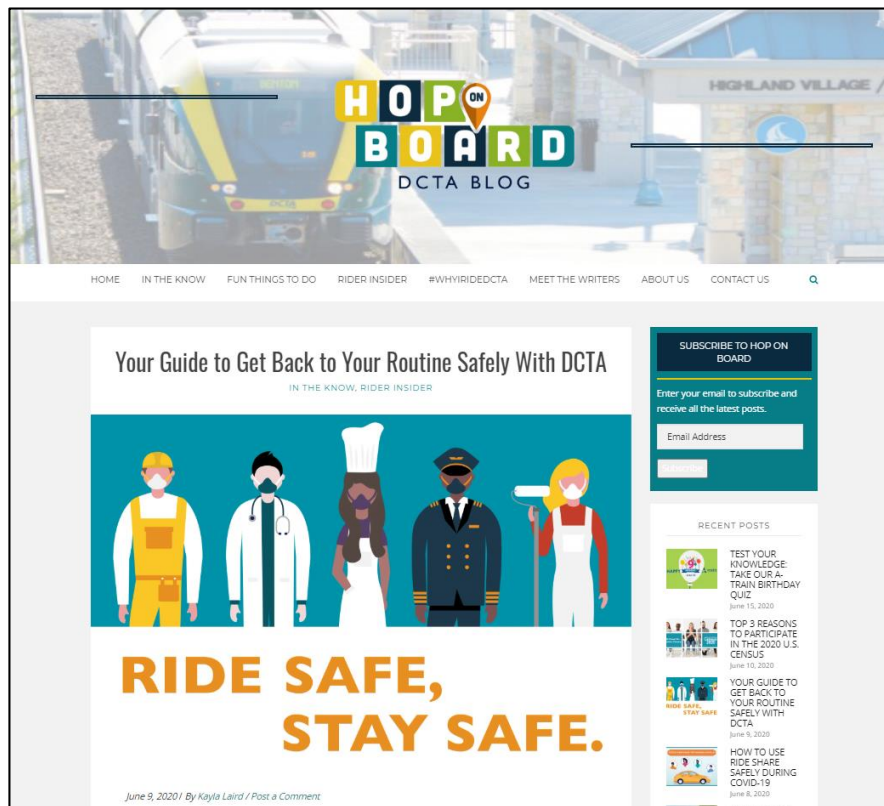 HIGHLAND VILLAGE /
HOP ON
BOARD
DCTA BLOG
DCTA
HOME IN THE KNOW FUN THINGS TO DO RIDER INSIDER #WHYIRIDEDCTA MEET THE WRITERS ABOUT US CONTACT US
Your Guide to Get Back to Your Routine Safely With DCTA
IN THE KNOW, RIDER INSIDER
RIDE SAFE,
STAY SAFE.
June 9, 2020 / By Kayla Laird / Post a Comment
SUBSCRIBE TO HOP ON
BOARD
Enter your email to subscribe and
receive all the latest posts.
Email Address
Subscribe
RECENT POSTS
TEST YOUR
KNOWLEDGE:
TAKE OUR A-
TRAIN BIRTHDAY
QUIZ
June 15, 2020
TOP 3 REASONS
TO PARTICIPATE
IN THE 2020 U.S.
CENSUS
June 10, 2020
RIDE SAFE,
STAY SAFE
YOUR GUIDE TO
GET BACK TO
YOUR ROUTINE
SAFELY WITH
DCTA
June 9, 2020
HOW TO USE
RIDE SHARE
SAFELY DURING
COVID-19
June 8, 2020